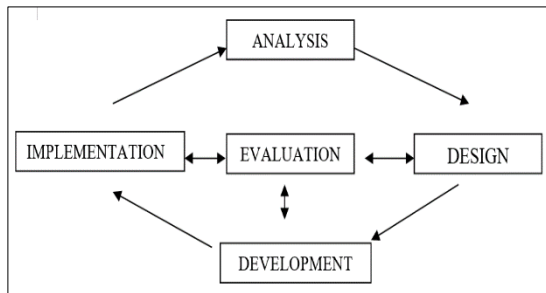 ANALYSIS
IMPLEMENTATION
EVALUATION
DESIGN
DEVELOPMENT